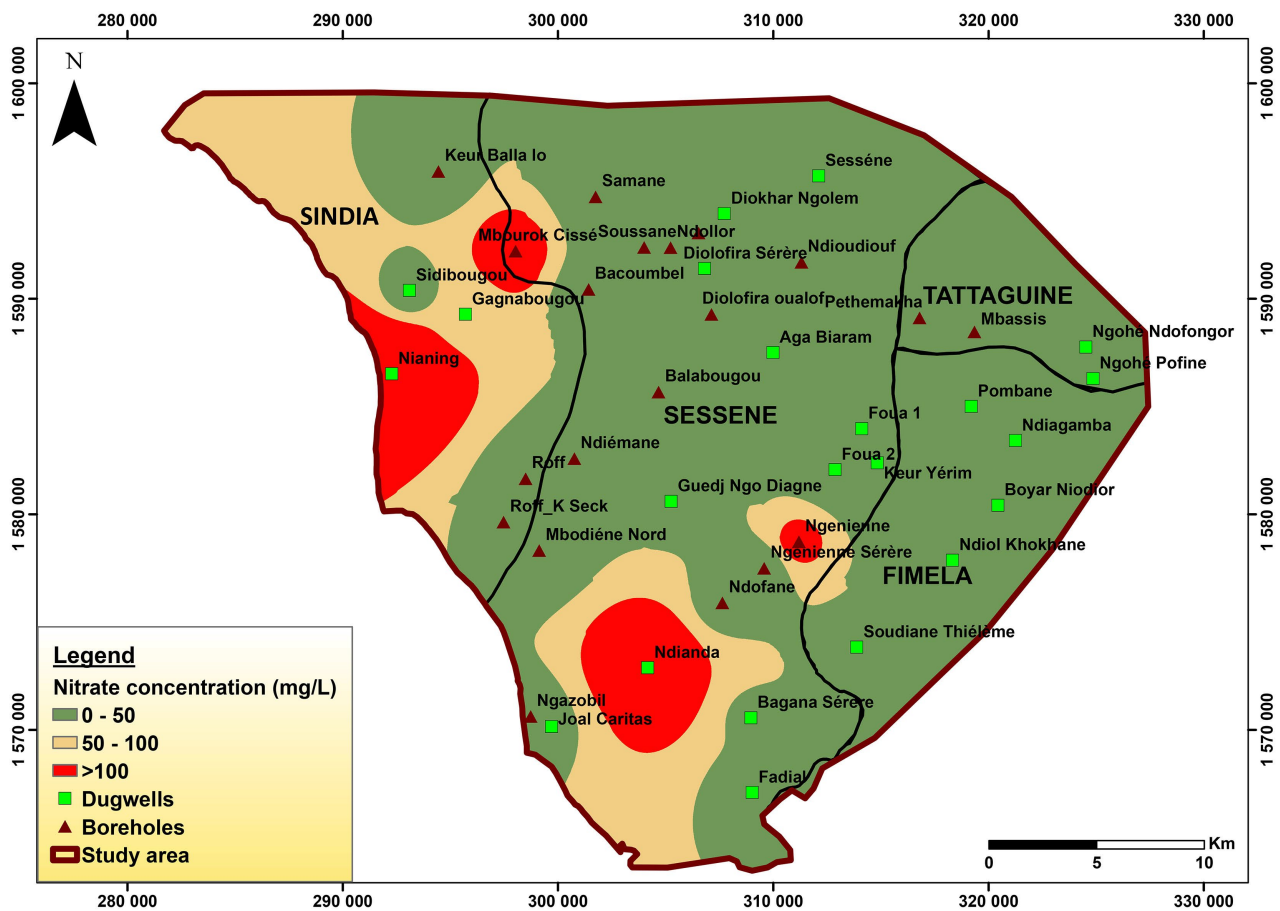 280 000
290 000
300 000
310 000
320 000
330 000
N
1 600 000
1 600 000
Sesséne
Keur Balla lo
Samane
Diokhar Ngolem
SINDIA
Mbourok Cissé
Soussane
Ndollor
Diolofira Sérère
Ndioudiouf
Sidibougou
Bacoumbel
1 590 000
1 590 000
Gagnabougou
Diolofira oualof
Pethemakha
TATTAGUINE
Mbassis
Ngohe Ndofongor
Aga Biaram
Nianing
Ngohe Pofine
Balabougou
Pombane
SESSENE
Foua 1
Ndiagamba
Ndiémane
Foua 2
Roff
Keur Yérim
Guedj Ngo Diagne
Boyar Niodior
Roff_K Seck
1 580 000
1 580 000
Ngenienne
Mbodiéne Nord
Ngenienne Sérère
Ndiol Khokhane
FIMELA
Ndofane
Soudiane Thiélème
Ndianda
Ngazobil
Bagana Sérere
Joal Caritas
1 570 000
1 570 000
Fadial
Legend
Nitrate concentration (mg/L)
0 - 50
50 - 100
>100
Dugwells
Boreholes
Study area
Km
0
5
10
280 000
290 000
300 000
310 000
320 000
330 000